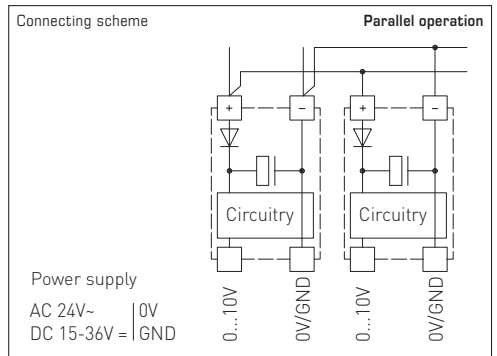 Connecting scheme
Parallel operation
+ − + −
Circuitry
Circuitry
Power supply
AC 24V~ 0V
DC 15-36V = GND
0...10V
0V/GND
0...10V
0V/GND